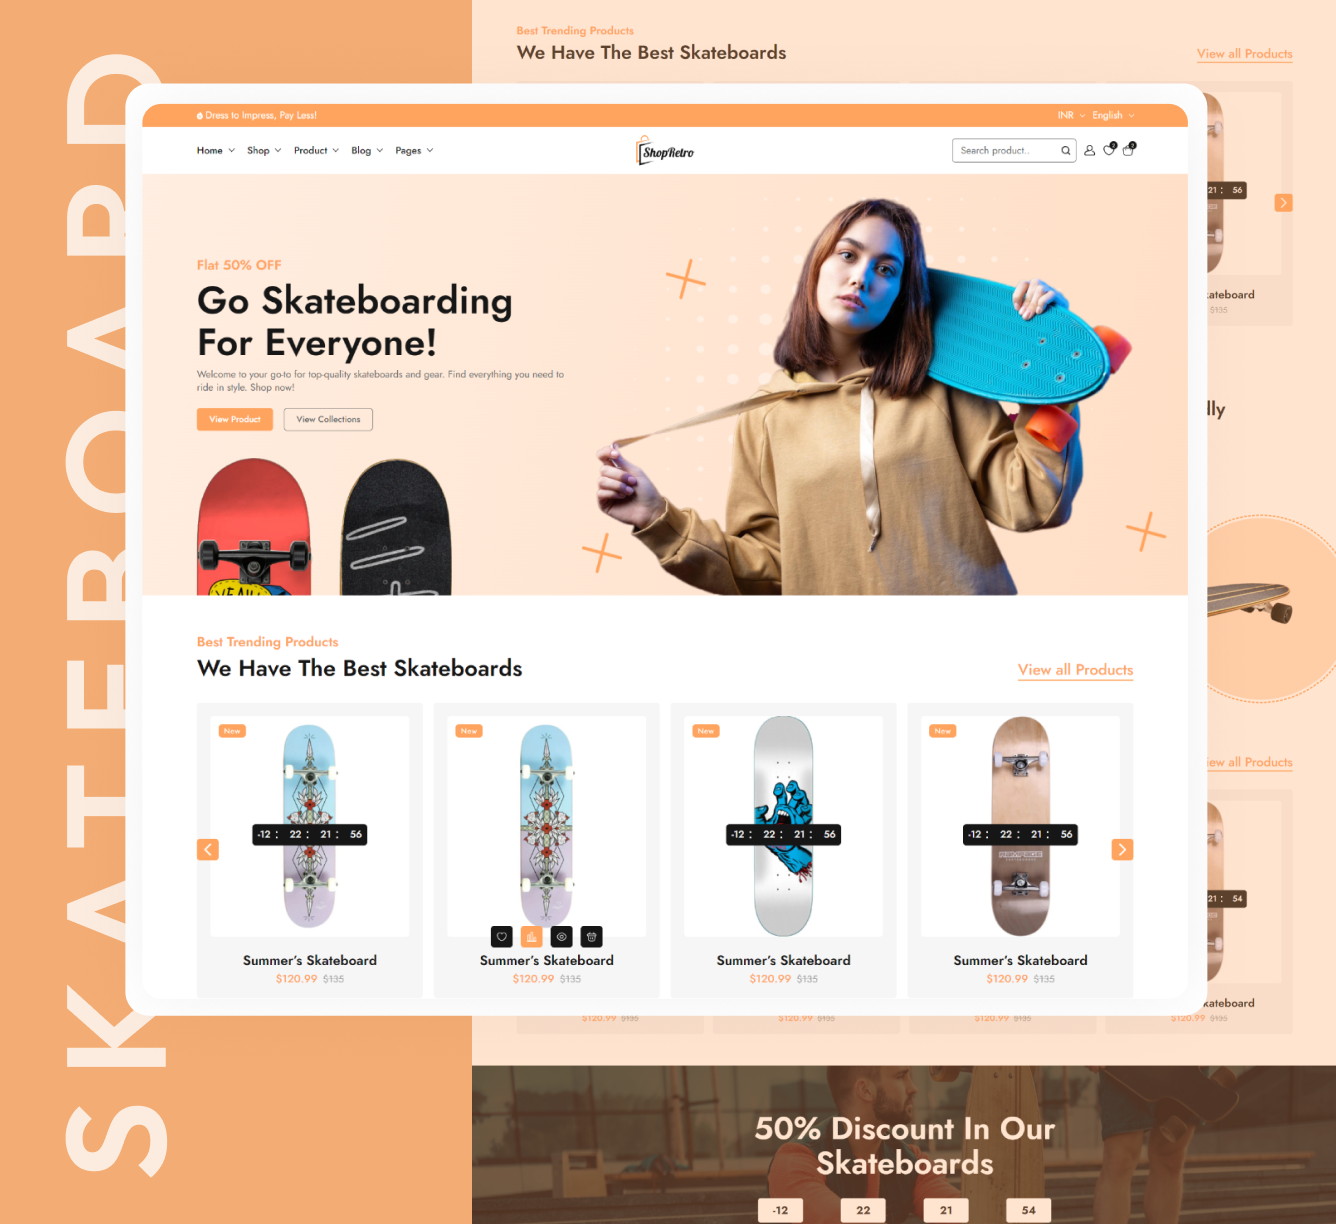 SKATEBOARD
Best Trending Products
We Have The Best Skateboards
View all Products
Dress to Impress, Pay Less!
INR
English
Home
Shop
Product
Blog
Pages
ShopRetro
Search product..
2
2
Flat 50% OFF
Go Skateboarding
For Everyone!
Welcome to your go-to for top-quality skateboards and gear. Find everything you need to
ride in style. Shop now!
View Product
View Collections
YEAH
21 : 56
kateboard
$135
lly
Best Trending Products
We Have The Best Skateboards
View all Products
New
New
New
New
-12 : 22 : 21 : 56
-12 : 22 : 21 : 56
-12 : 22 : 21 : 56
-12 : 22 : 21 : 56
Summer's Skateboard
$120.99 $135
Summer's Skateboard
$120.99 $135
Summer's Skateboard
$120.99 $135
Summer's Skateboard
$120.99 $135
iew all Products
21 : 54
kateboard
$120.99 $135
$120.99 $135
$120.99 $135
$120.99 $135
50% Discount In Our
Skateboards
-12
22
21
54